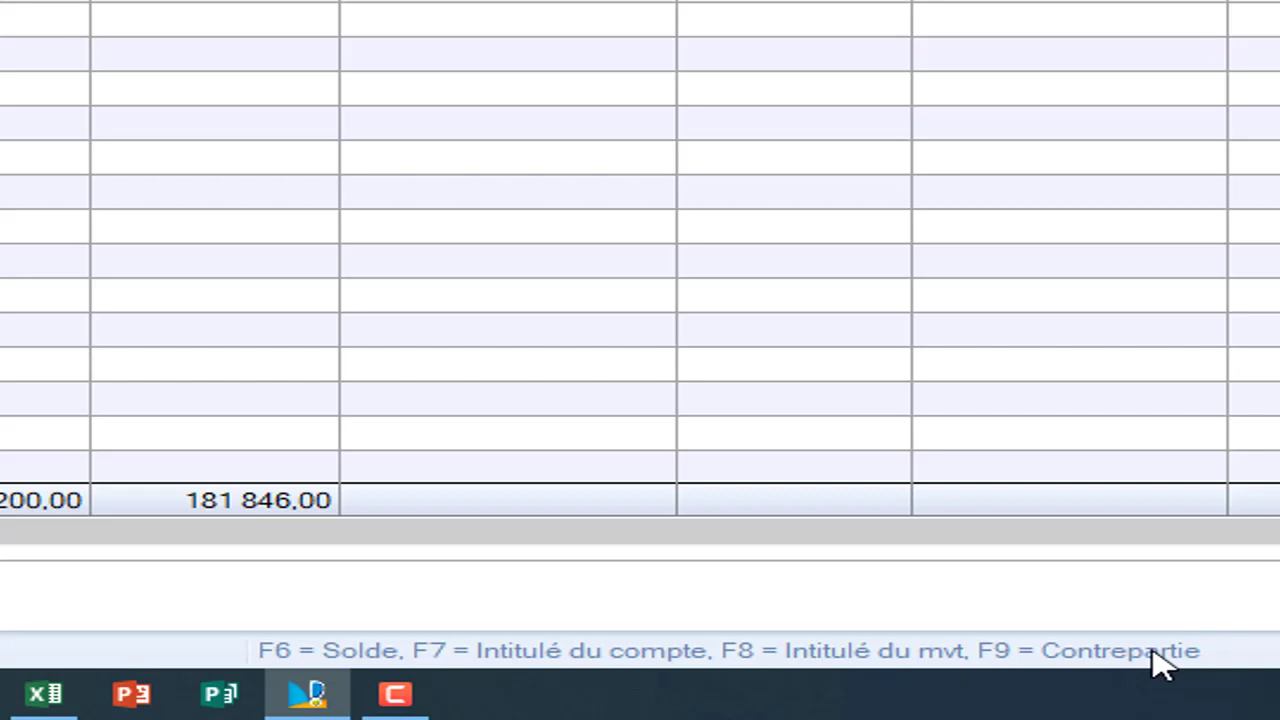 200,00 181 846,00
F6 = Solde, F7 = Intitulé du compte, F8 = Intitulé du mvt, F9 = Contrepartie
X P P C